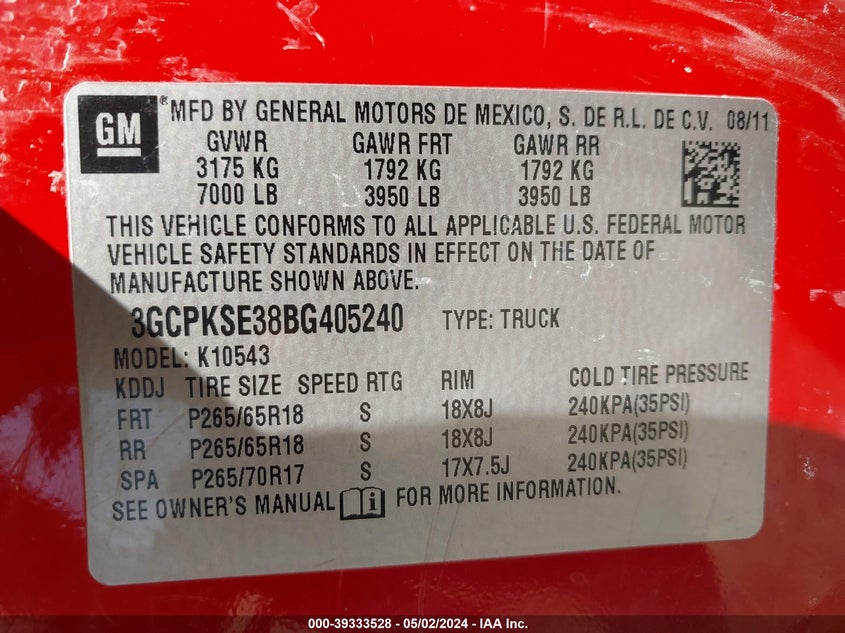 GM ® MFD BY GENERAL MOTORS DE MEXICO, S. DE R.L. DE C.V. 08/11
GVWR GAWR FRT GAWR RR
3175 KG 1792 KG 1792 KG
7000 LB 3950 LB 3950 LB
THIS VEHICLE CONFORMS TO ALL APPLICABLE U.S. FEDERAL MOTOR
VEHICLE SAFETY STANDARDS IN EFFECT ON THE DATE OF
MANUFACTURE SHOWN ABOVE.
3GCPKSE38BG405240 TYPE: TRUCK
MODEL: K10543
KDDJ TIRE SIZE SPEED RTG RIM COLD TIRE PRESSURE
FRT P265/65R18 S 18X8J 240KPA(35PSI)
RR P265/65R18 S 18X8J 240KPA(35PSI)
SPA P265/70R17 S 17X7.5J 240KPA(35PSI)
SEE OWNER'S MANUAL i FOR MORE INFORMATION.
000-39333528 - 05/02/2024 - IAA Inc.